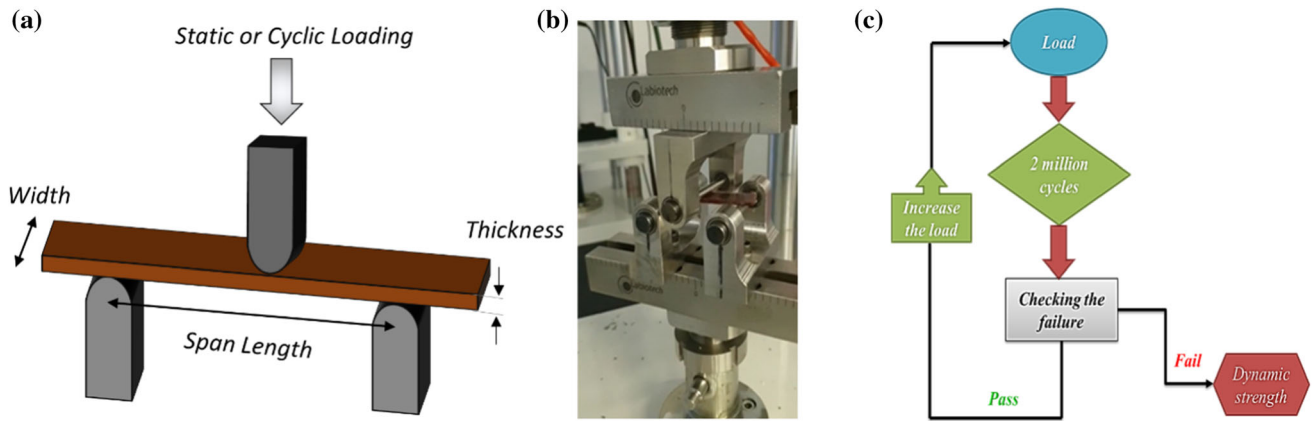 (a)
Static or Cyclic Loading
Width
Thickness
Span Length
(b)
Labiotech
Labiotech
(c)
Load
2 million
cycles
Increase
the load
Checking the
failure
Fail
Pass
Dynamic
strength